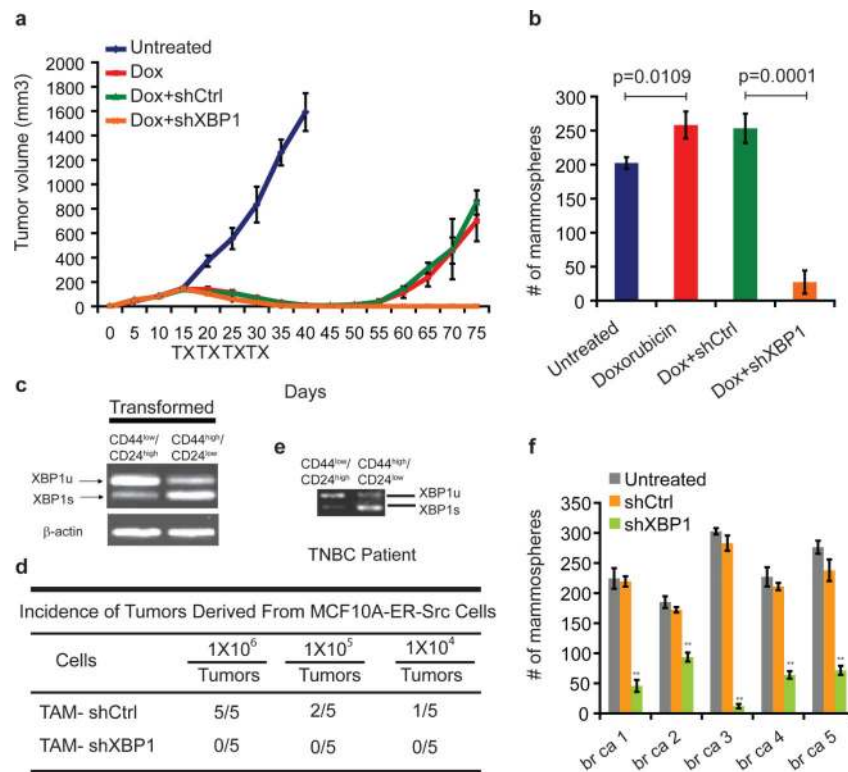 a
Untreated
Dox
Dox+shCtrl
Dox+shXBP1
Tumor volume (mm3)
2000
1800
1600
1400
1200
1000
800
600
400
200
0
0 5 10 15 20 25 30 35 40 45 50 55 60 65 70 75
TX TX TX TX
Days
b
p=0.0109 p=0.0001
# of mammospheres
300
250
200
150
100
50
0
Untreated
Doxorubicin
Dox+shCtrl
Dox+shXBP1
c
Transformed
CD44low/ CD44high/
CD24high CD24low
XBP1u
XBP1s
β-actin
e
CD44low/ CD44high/
CD24high CD24low
XBP1u
XBP1s
TNBC Patient
d
Incidence of Tumors Derived From MCF10A-ER-Src Cells
Cells 1X10⁶ 1X10⁵ 1X10⁴
Tumors Tumors Tumors
TAM- shCtrl 5/5 2/5 1/5
TAM- shXBP1 0/5 0/5 0/5
f
Untreated
shCtrl
shXBP1
# of mammospheres
350
300
250
200
150
100
50
0
** ** ** ** **
br ca 1
br ca 2
br ca 3
br ca 4
br ca 5